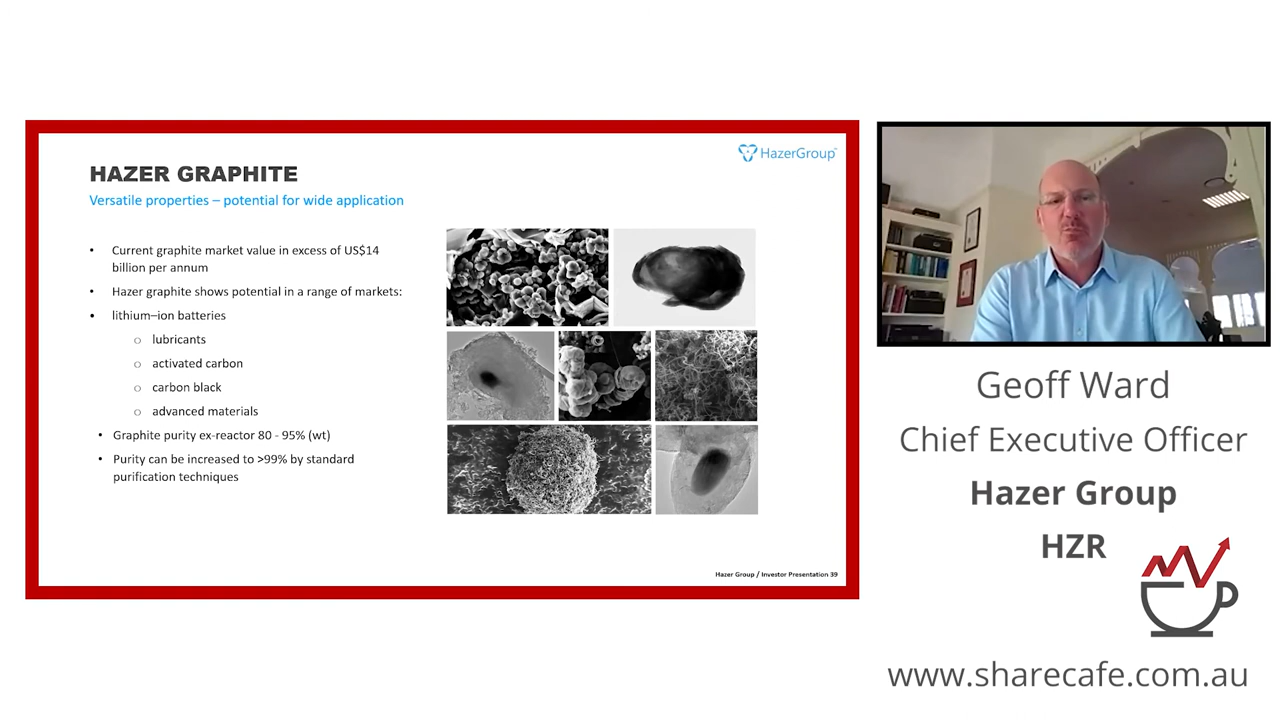 HazerGroup
HAZER GRAPHITE
Versatile properties – potential for wide application
• Current graphite market value in excess of US$14
billion per annum
• Hazer graphite shows potential in a range of markets:
• lithium–ion batteries
o lubricants
o activated carbon
o carbon black
o advanced materials
• Graphite purity ex-reactor 80 - 95% (wt)
• Purity can be increased to >99% by standard
purification techniques
Hazer Group / Investor Presentation 39
Geoff Ward
Chief Executive Officer
Hazer Group
HZR
www.sharecafe.com.au